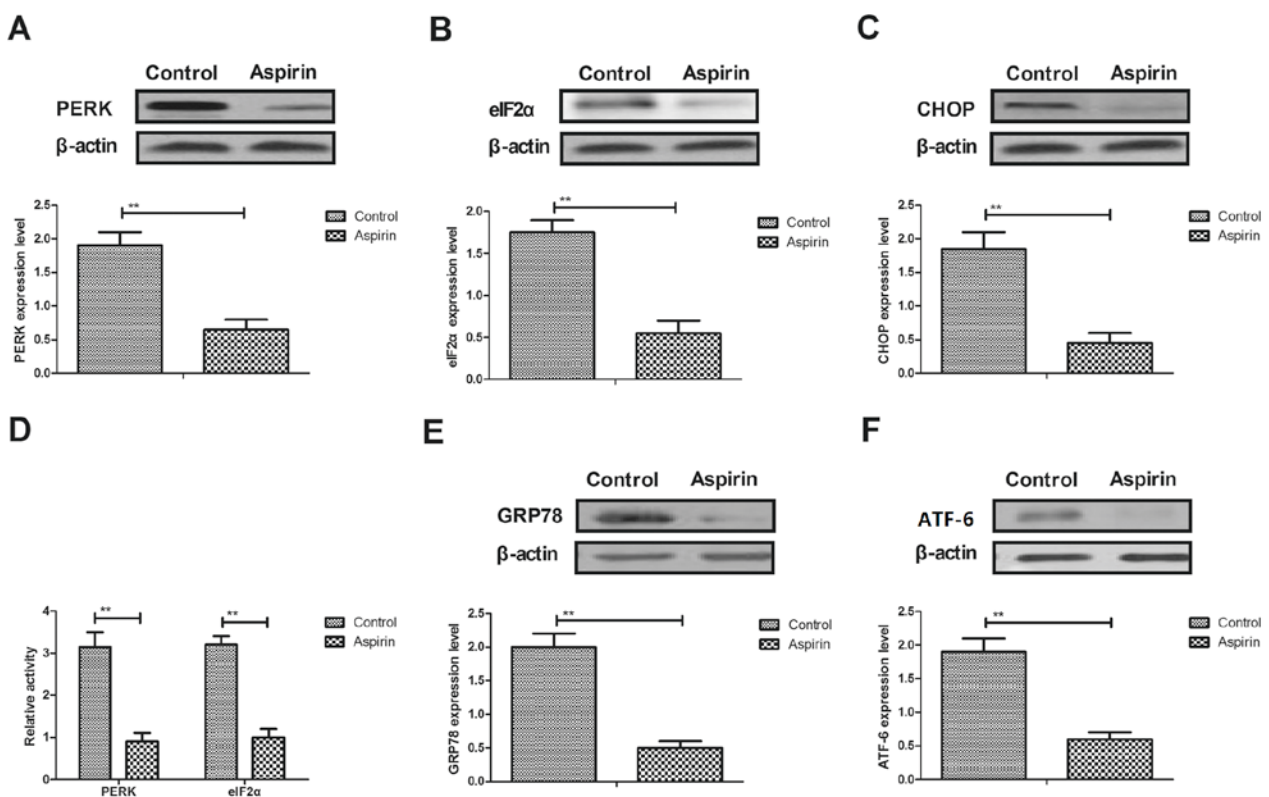 A
Control Aspirin
PERK
β-actin
PERK expression level
2.5
2.0
1.5
1.0
0.5
0.0
**
Control
Aspirin
B
Control Aspirin
eIF2α
β-actin
eIF2α expression level
2.0
1.5
1.0
0.5
0.0
**
Control
Aspirin
C
Control Aspirin
CHOP
β-actin
CHOP expression level
2.5
2.0
1.5
1.0
0.5
0.0
**
Control
Aspirin
D
Relative activity
4
3
2
1
0
** **
Control
Aspirin
PERK eIF2α
E
Control Aspirin
GRP78
β-actin
GRP78 expression level
2.5
2.0
1.5
1.0
0.5
0.0
**
Control
Aspirin
F
Control Aspirin
ATF-6
β-actin
ATF-6 expression level
2.5
2.0
1.5
1.0
0.5
0.0
**
Control
Aspirin